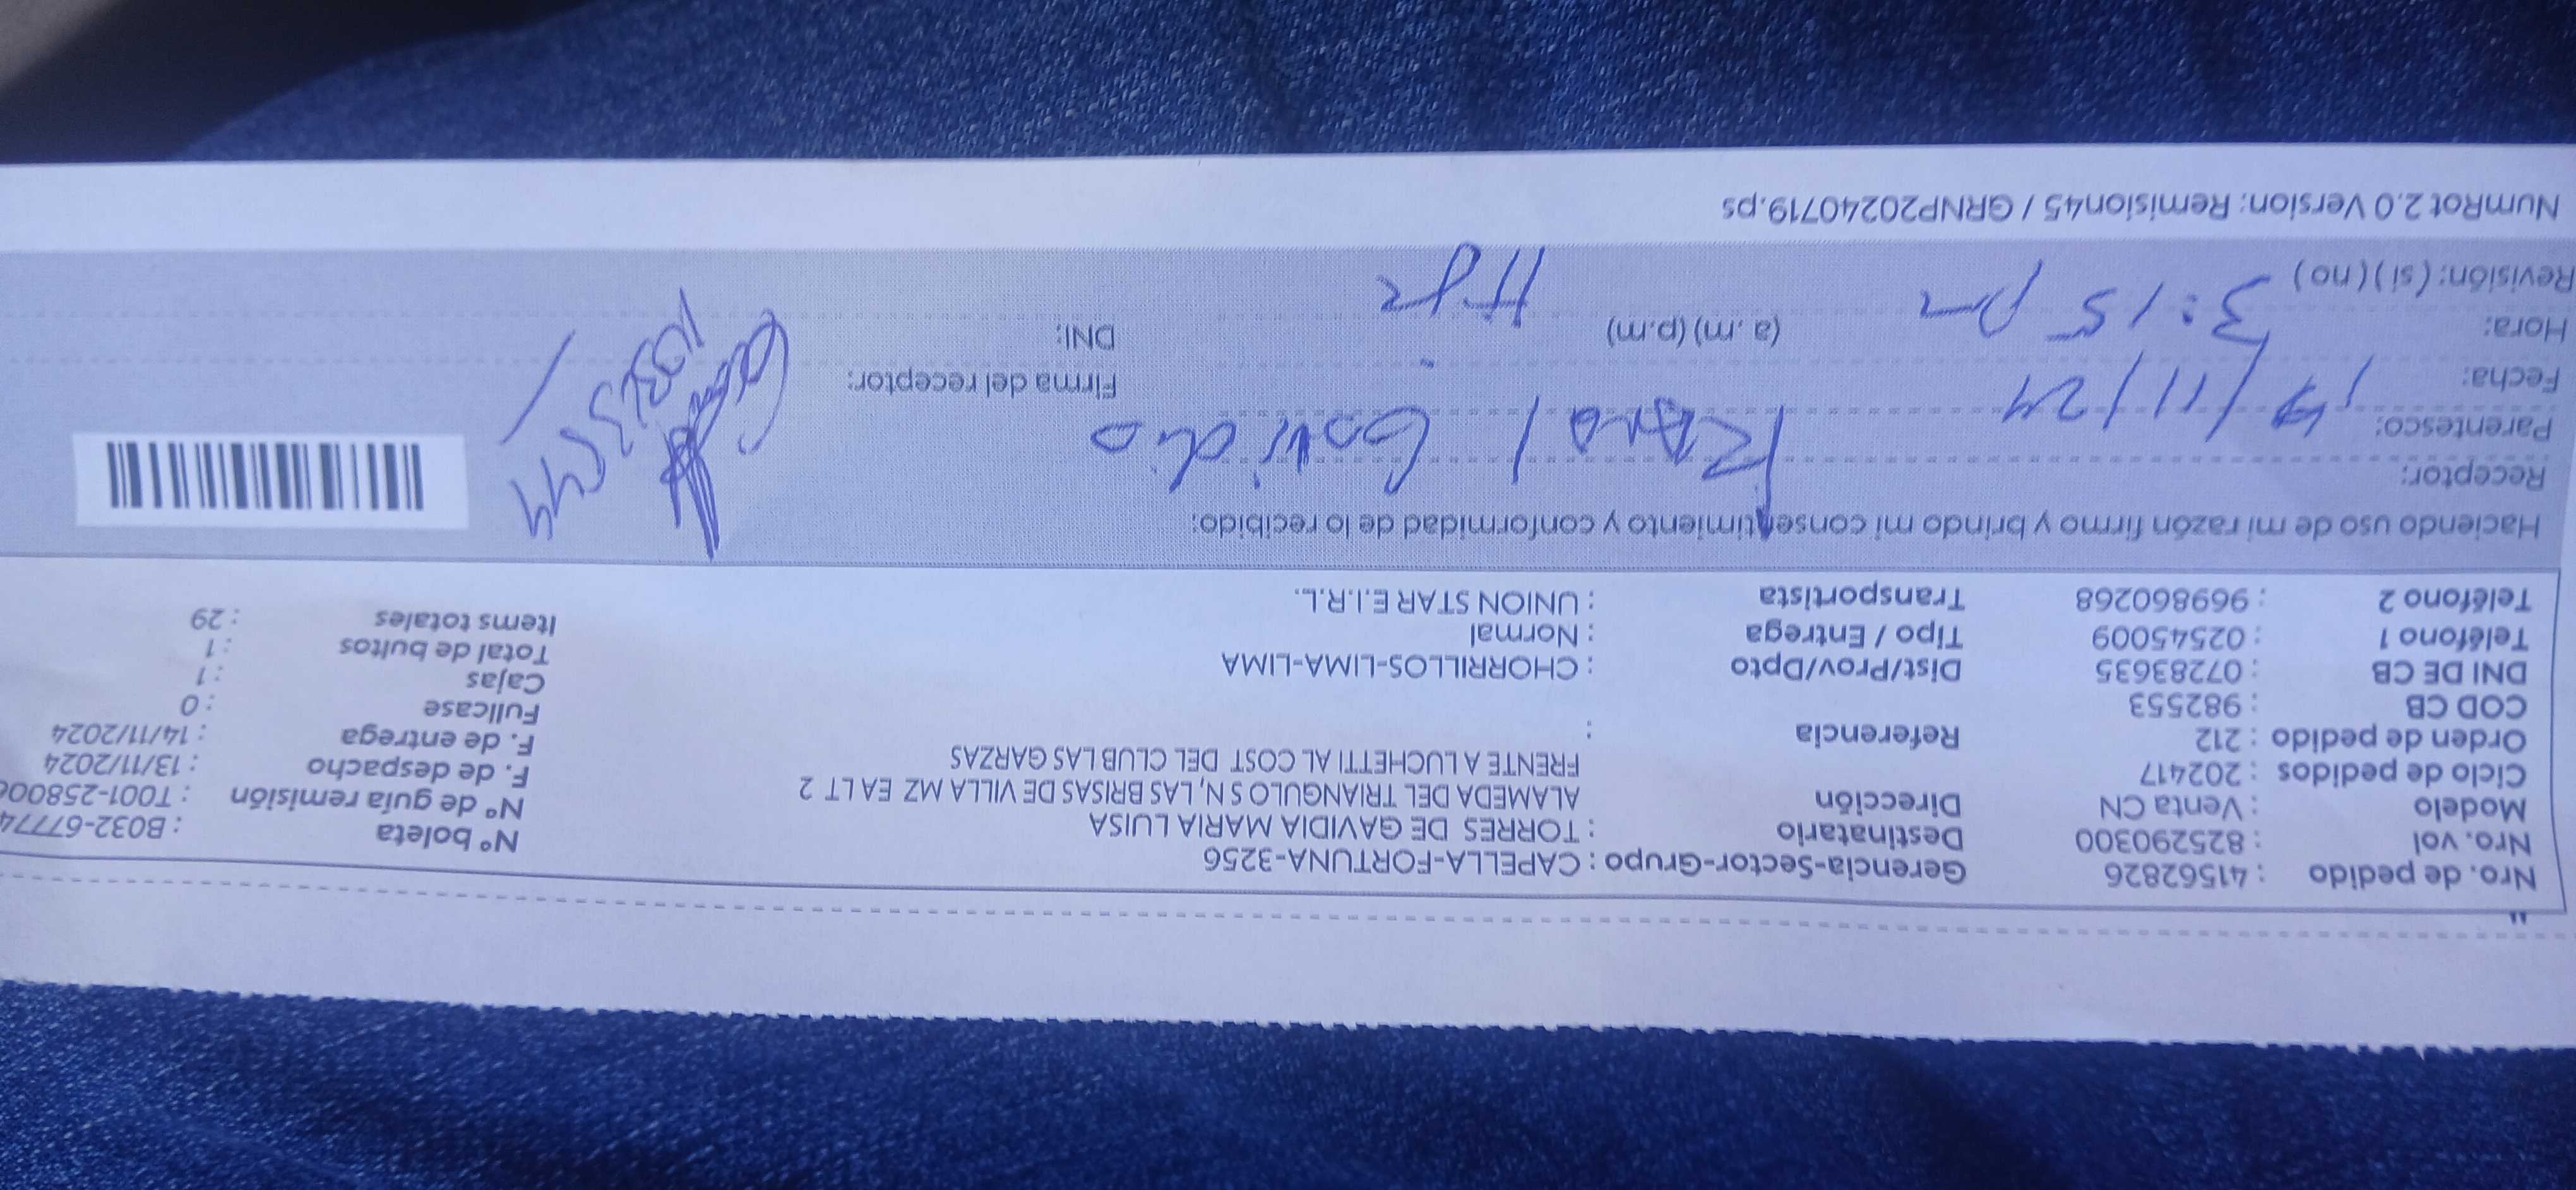 Nro. de pedido : 41562826 Gerencia-Sector-Grupo : CAPELLA-FORTUNA-3256 N° boleta : B032-67774
Nro. vol : 825290300 Destinatario : TORRES DE GAVIDIA MARIA LUISA N° de guía remisión : T001-258006
Modelo : Venta CN Dirección ALAMEDA DEL TRIANGULO S N, LAS BRISAS DE VILLA MZ EA LT 2 F. de despacho : 13/11/2024
Ciclo de pedidos : 202417 FRENTE A LUCHETTI AL COST DEL CLUB LAS GARZAS F. de entrega : 14/11/2024
Orden de pedido : 212 Referencia : Fullcase : 0
COD CB : 982553 Cajas : 1
DNI DE CB : 07283635 Dist/Prov/Dpto : CHORRILLOS-LIMA-LIMA Total de bultos : 1
Teléfono 1 : 02545009 Tipo / Entrega : Normal Items totales : 29
Teléfono 2 : 969860268 Transportista : UNION STAR E.I.R.L.
Haciendo uso de mi razón firmo y brindo mi consentimiento y conformidad de lo recibido:
Receptor:
Parentesco:
Fecha: 14/11/24 Firma del receptor:
Hora: 3:15 pm (a .m) (p.m) DNI:
Revisión: (si) (no)
NumRot 2.0 Version: Remision45 / GRNP20240719.ps